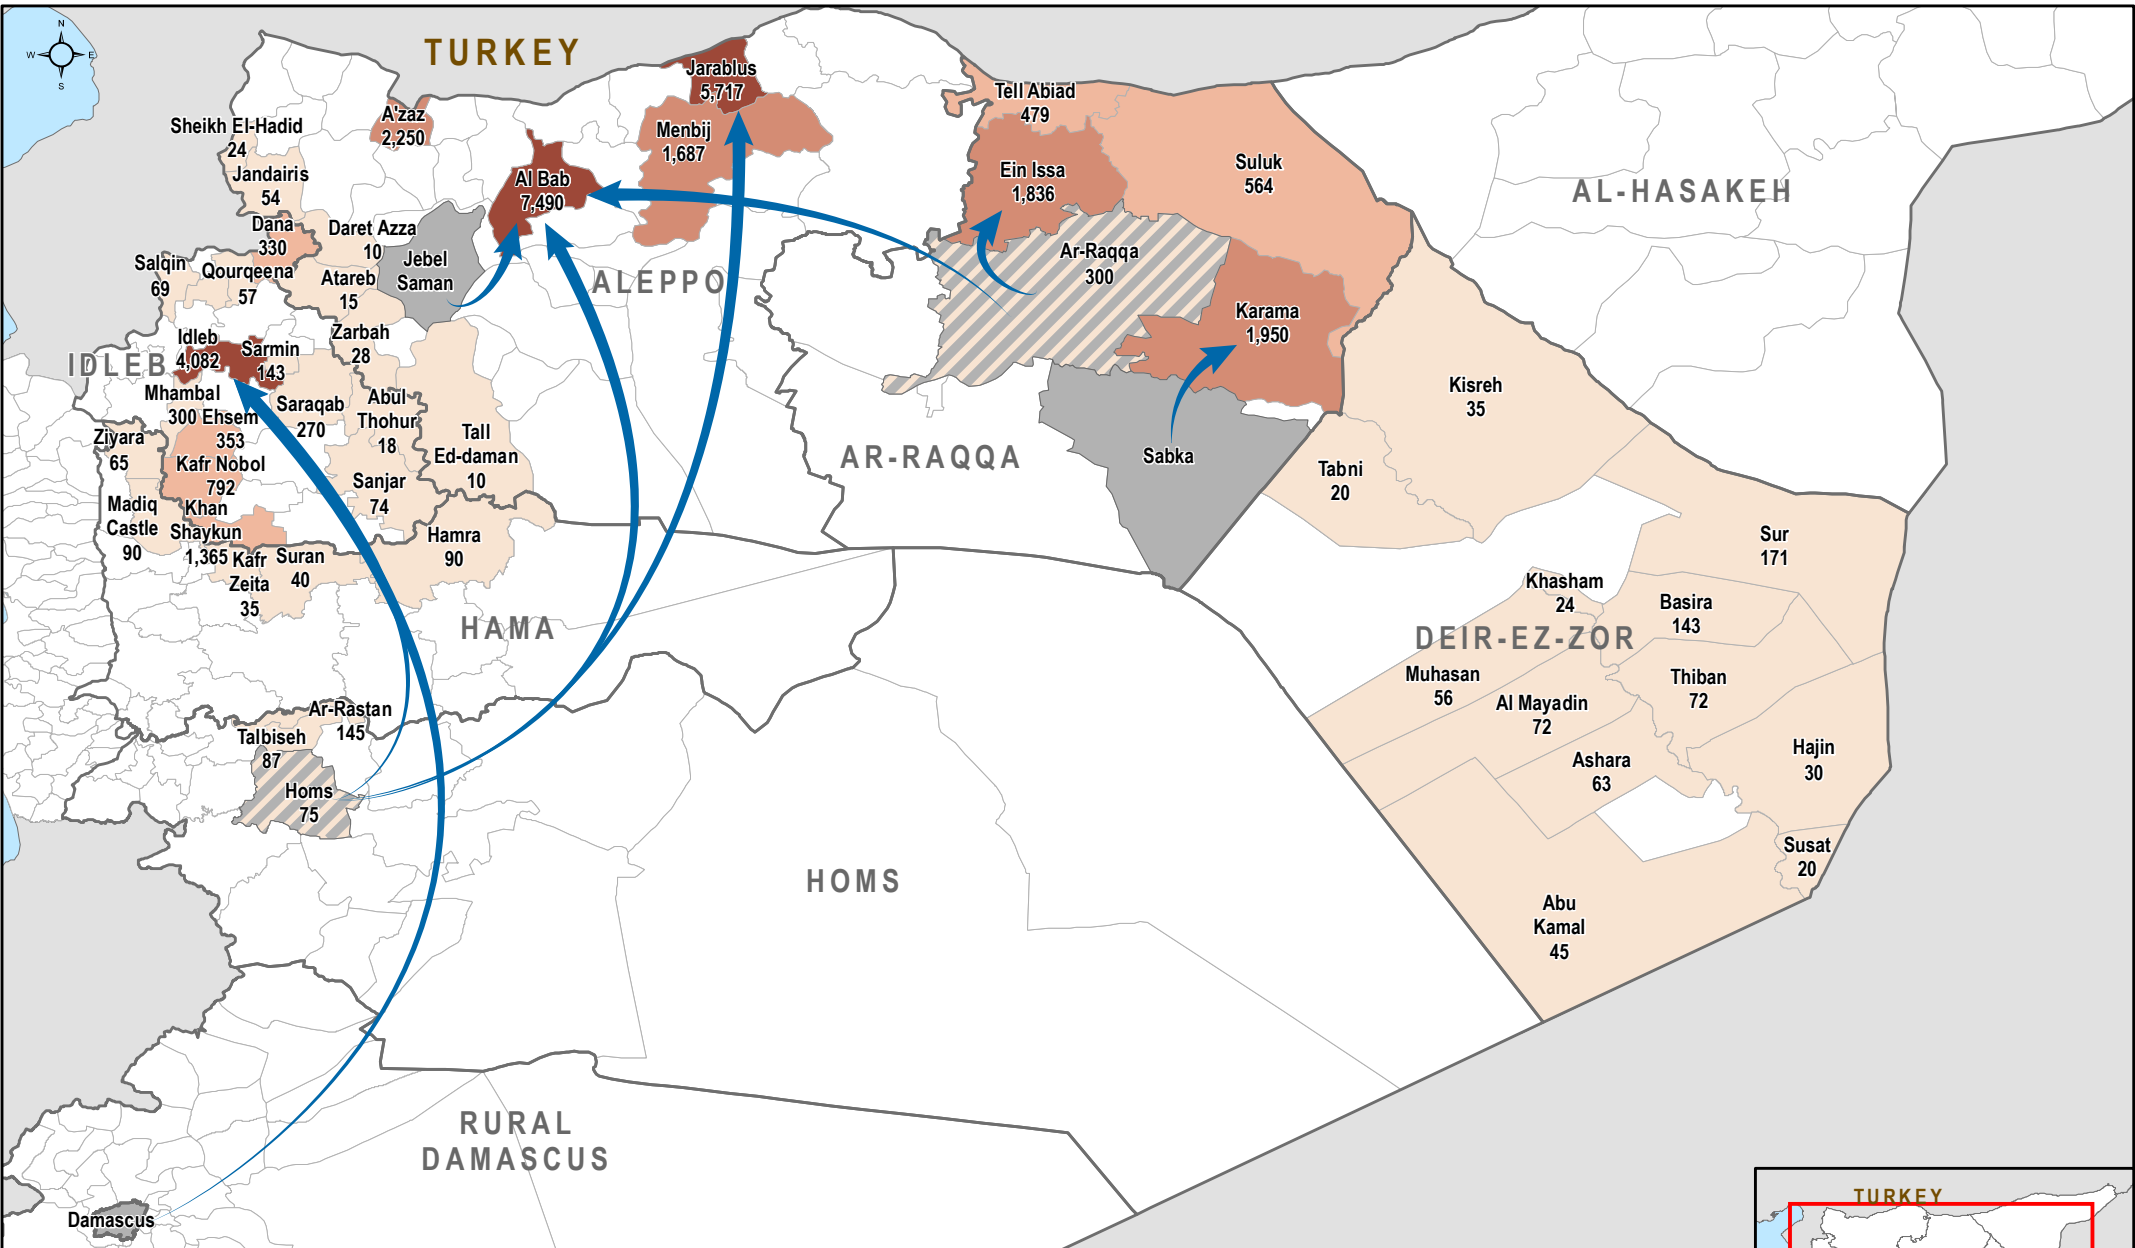 N
W
E
S
TURKEY
Jarablus
5,717
Tell Abiad
479
A'zaz
2,250
Sheikh El-Hadid
24
Menbij
1,687
Suluk
564
Ein Issa
1,836
AL-HASAKEH
Jandairis
54
Al Bab
7,490
Dana
330
Daret Azza
10
Jebel
Saman
Ar-Raqqa
300
Salqin
69
Qourqeena
57
Atareb
15
ALEPPO
Karama
1,950
Zarbah
28
Idleb
4,082
Sarmin
143
IDLEB
Mhambal
300
Ehsem
353
Saraqab
270
Abul
Thohur
18
Kisreh
35
Ziyara
65
Tall
Ed-daman
10
Kafr Nobol
792
AR-RAQQA
Sabka
Tabni
20
Sanjar
74
Madiq
Castle
90
Khan
Shaykun
1,365
Kafr
Zeita
35
Suran
40
Hamra
90
Sur
171
Khasham
24
Basira
143
HAMA
DEIR-EZ-ZOR
Muhasan
56
Thiban
72
Al Mayadin
72
Ar-Rastan
145
Talbiseh
87
Hajin
30
Ashara
63
Homs
75
Susat
20
HOMS
Abu
Kamal
45
RURAL
DAMASCUS
Damascus
TURKEY